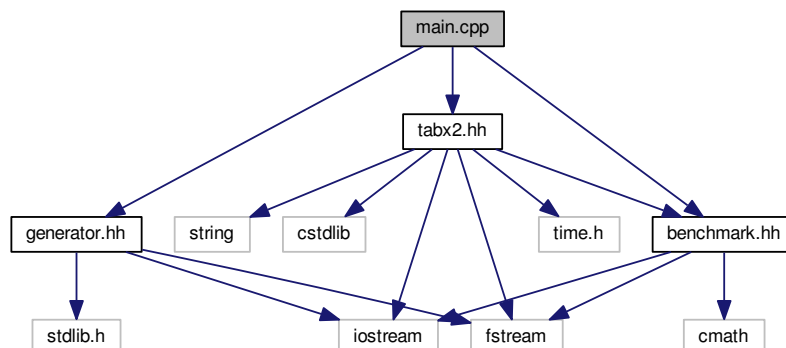 main.cpp
tabx2.hh
generator.hh
string
cstdlib
time.h
benchmark.hh
stdlib.h
iostream
fstream
cmath